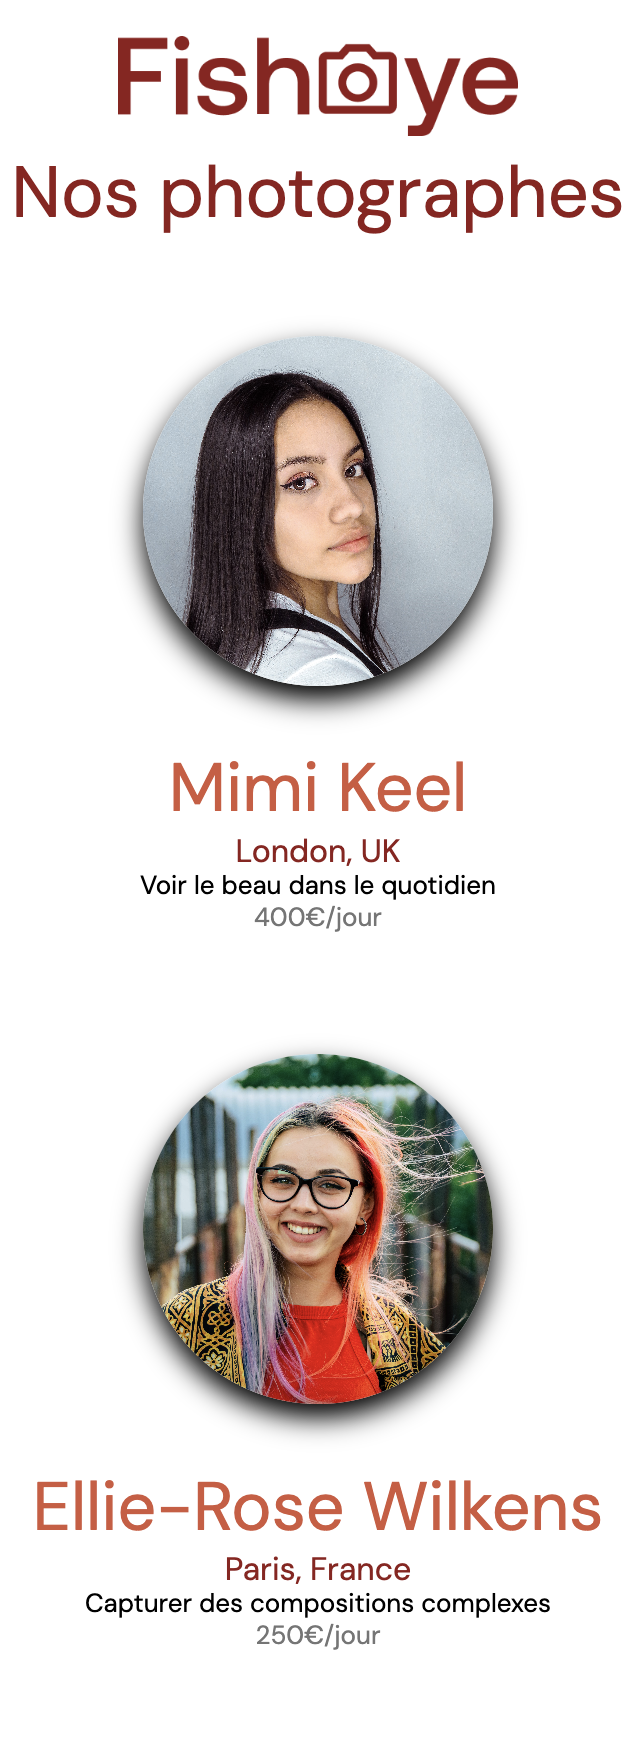 Fisheye
Nos photographes
Mimi Keel
London, UK
Voir le beau dans le quotidien
400€/jour
Ellie-Rose Wilkens
Paris, France
Capturer des compositions complexes
250€/jour